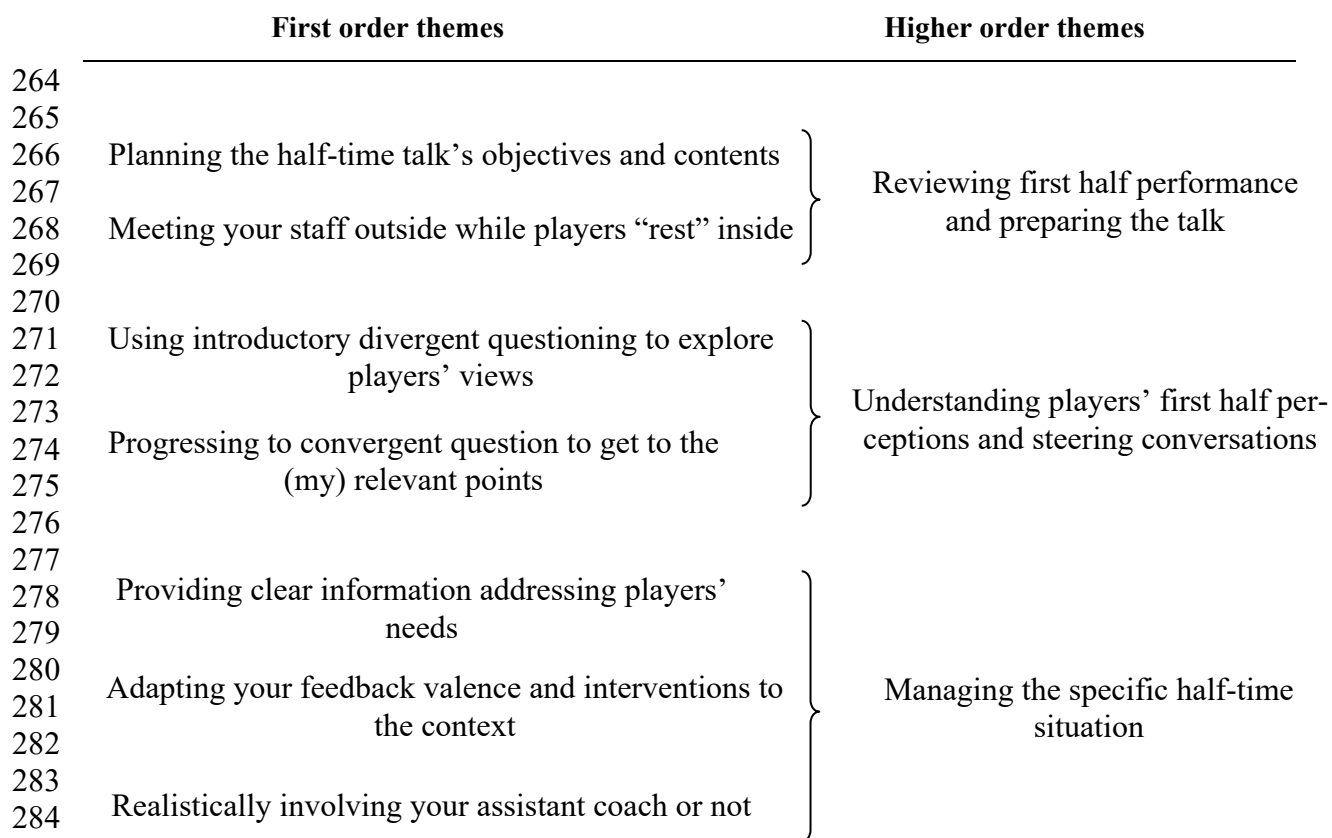 First order themes Higher order themes
264
265
266 Planning the half-time talk’s objectives and contents
267 Reviewing first half performance
268 Meeting your staff outside while players “rest” inside and preparing the talk
269
270
271 Using introductory divergent questioning to explore
272 players’ views
273 Understanding players’ first half per-
274 Progressing to convergent question to get to the ceptions and steering conversations
275 (my) relevant points
276
277
278 Providing clear information addressing players’
279 needs
280
281 Adapting your feedback valence and interventions to Managing the specific half-time
282 the context situation
283
284 Realistically involving your assistant coach or not